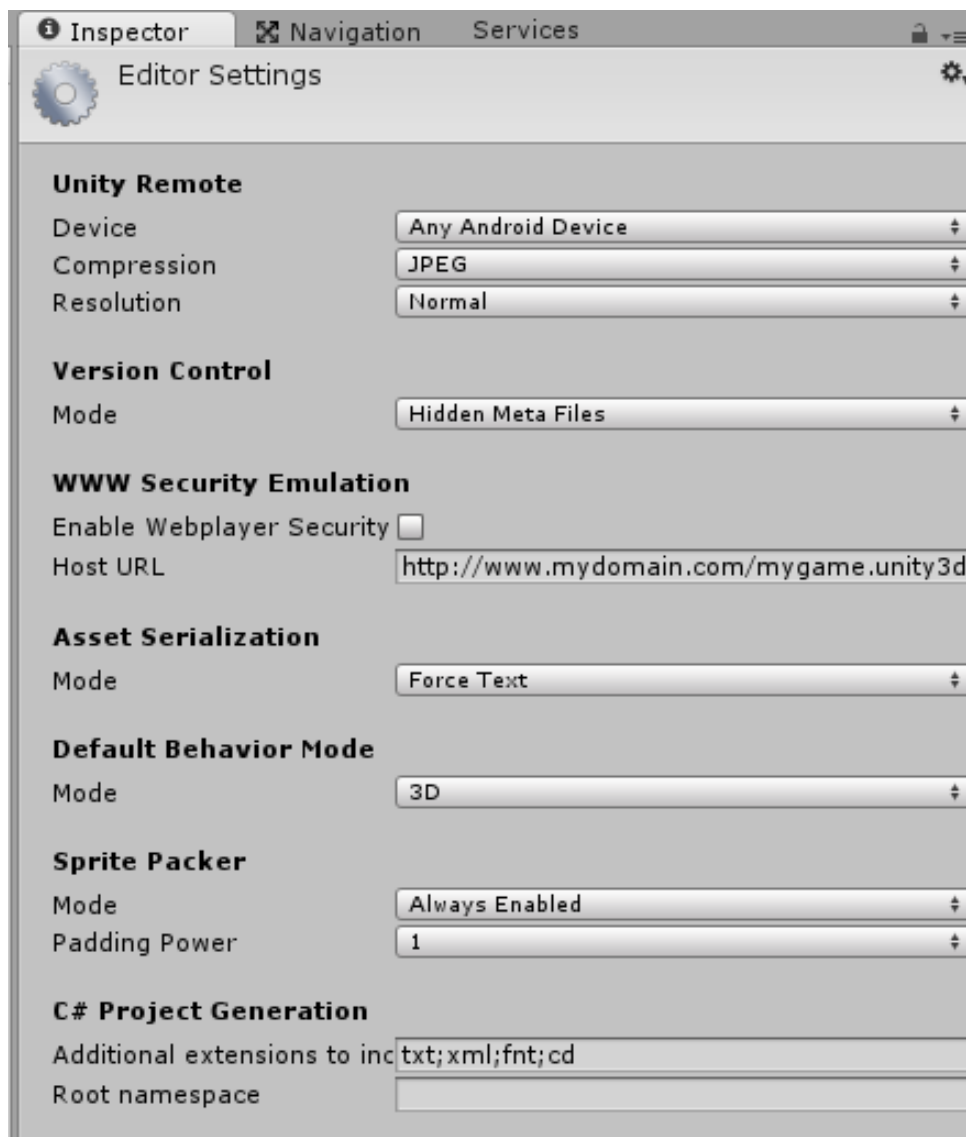 Inspector Navigation Services
Editor Settings
Unity Remote
Device Any Android Device
Compression JPEG
Resolution Normal
Version Control
Mode Hidden Meta Files
WWW Security Emulation
Enable Webplayer Security
Host URL http://www.mydomain.com/mygame.unity3d
Asset Serialization
Mode Force Text
Default Behavior Mode
Mode 3D
Sprite Packer
Mode Always Enabled
Padding Power 1
C# Project Generation
Additional extensions to inc txt;xml;fnt;cd
Root namespace